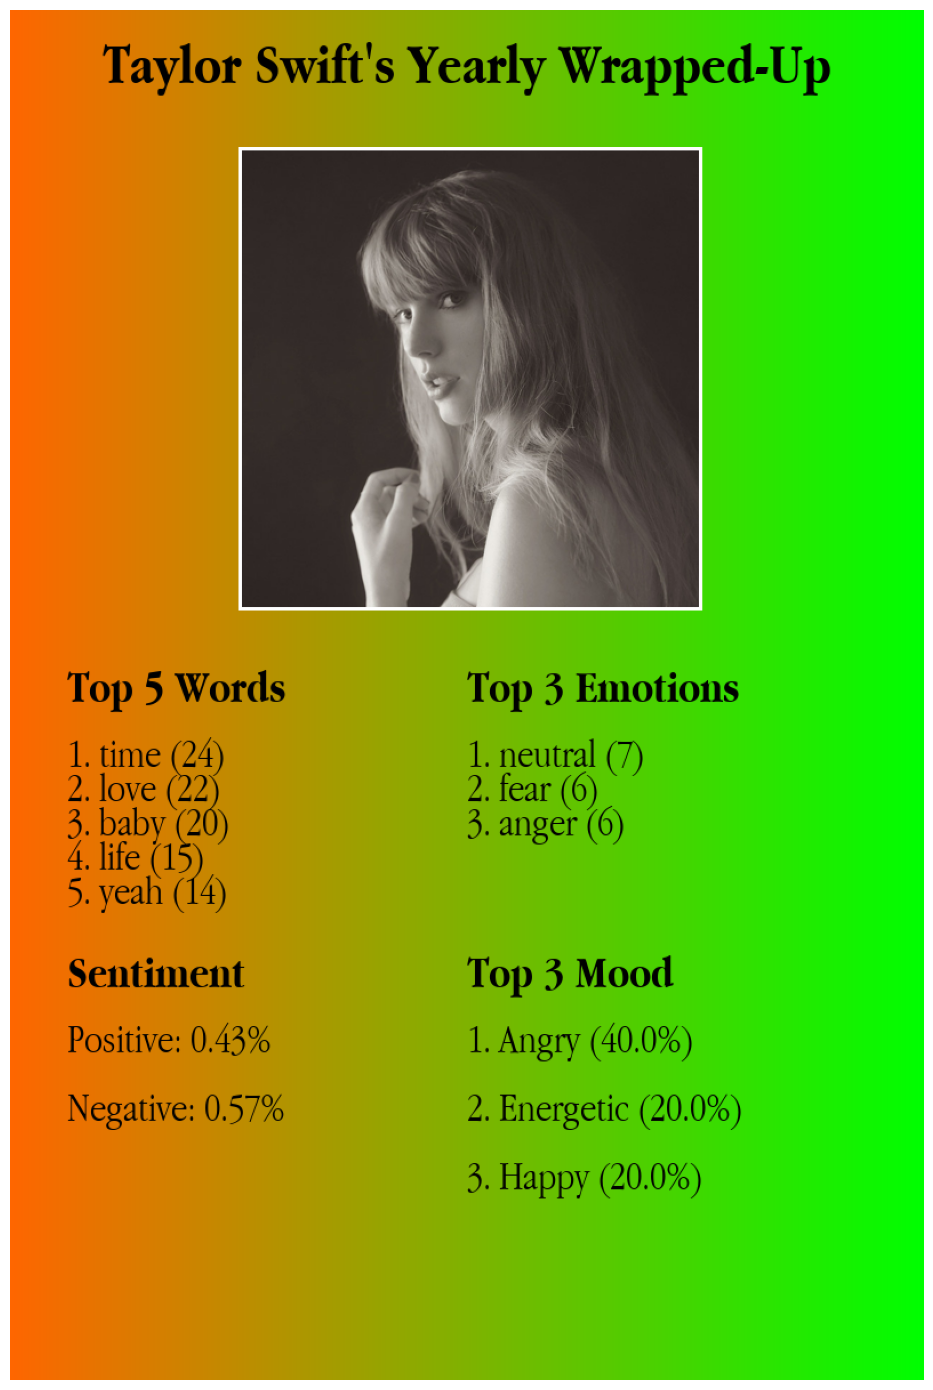 Taylor Swift's Yearly Wrapped-Up
Top 5 Words
1. time (24)
2. love (22)
3. baby (20)
4. life (15)
5. yeah (14)
Top 3 Emotions
1. neutral (7)
2. fear (6)
3. anger (6)
Sentiment
Positive: 0.43%
Negative: 0.57%
Top 3 Mood
1. Angry (40.0%)
2. Energetic (20.0%)
3. Happy (20.0%)